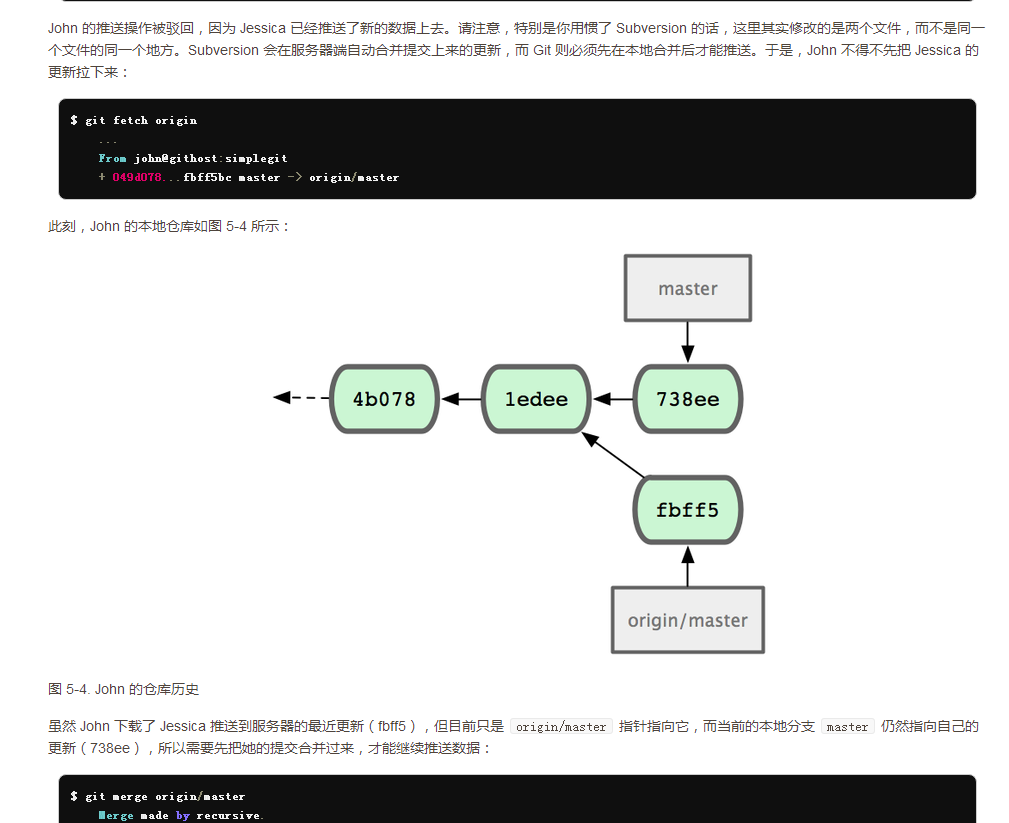 John 的推送操作被驳回，因为 Jessica 已经推送了新的数据上去。请注意，特别是你用惯了 Subversion 的话，这里其实修改的是两个文件，而不是同一
个文件的同一个地方。Subversion 会在服务器端自动合并提交上来的更新，而 Git 则必须先在本地合并后才能推送。于是，John 不得不先把 Jessica 的
更新拉下来：
$ git fetch origin
...
From john@githost:simplegit
+ 049d078...fbff5bc master -> origin/master
此刻，John 的本地仓库如图 5-4 所示：
master
4b078 1edee 738ee
fbff5
origin/master
图 5-4. John 的仓库历史
虽然 John 下载了 Jessica 推送到服务器的最近更新（fbff5），但目前只是 origin/master 指针指向它，而当前的本地分支 master 仍然指向自己的
更新（738ee），所以需要先把她的提交合并过来，才能继续推送数据：
$ git merge origin/master
Merge made by recursive.